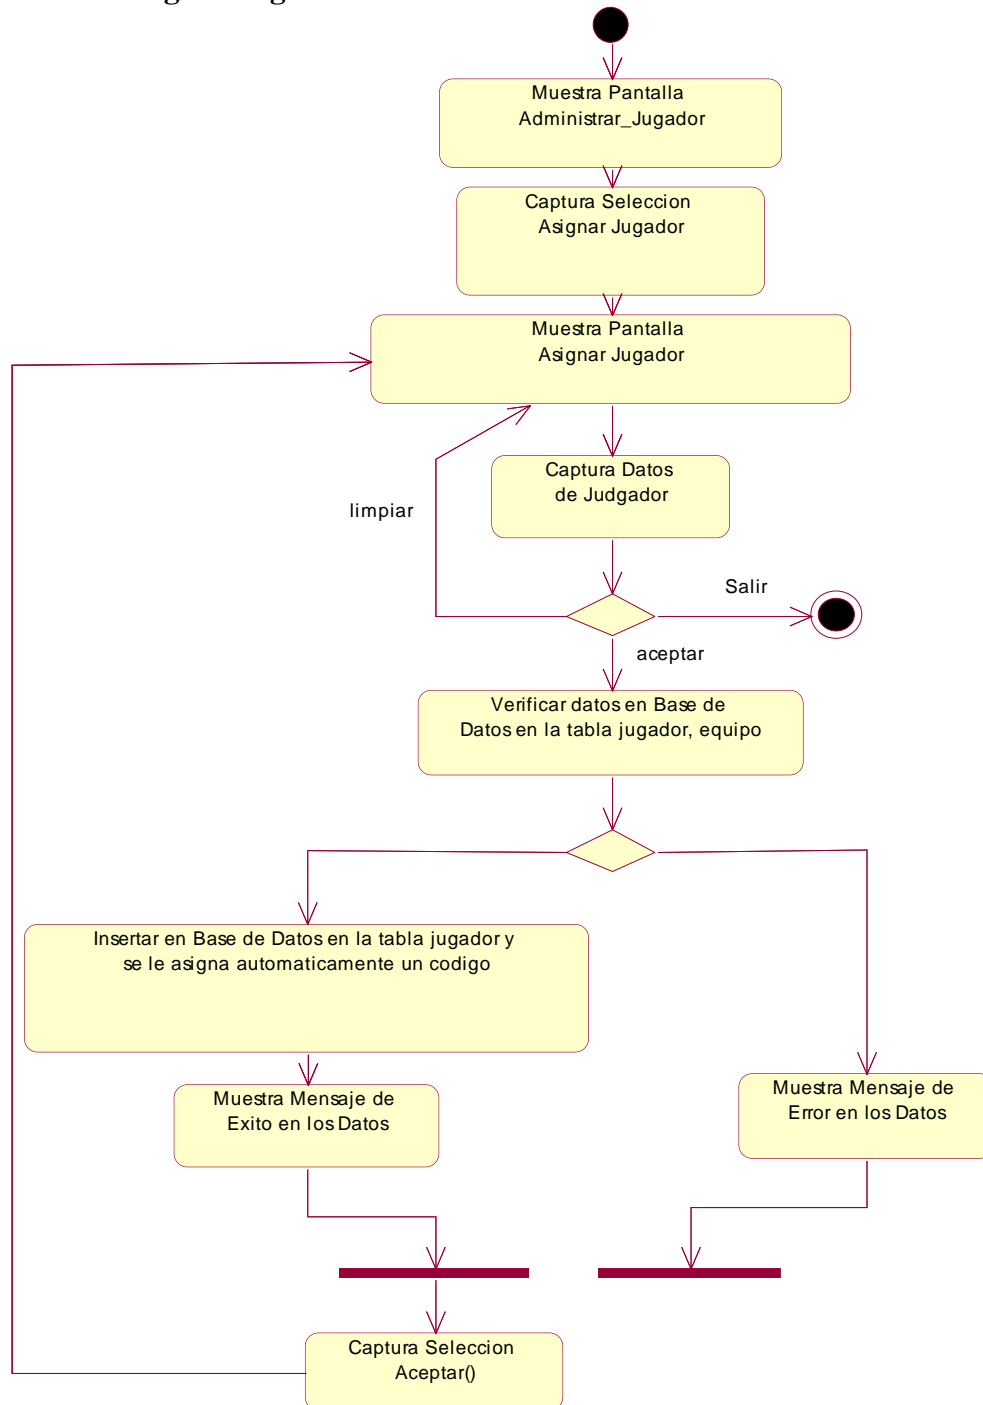 Muestra Pantalla
Administrar_Jugador
Captura Seleccion
Asignar Jugador
Muestra Pantalla
Asignar Jugador
Captura Datos
de Judgador
limpiar
Salir
aceptar
Verificar datos en Base de
Datos en la tabla jugador, equipo
Insertar en Base de Datos en la tabla jugador y
se le asigna automaticamente un codigo
Muestra Mensaje de
Exito en los Datos
Muestra Mensaje de
Error en los Datos
Captura Seleccion
Aceptar()